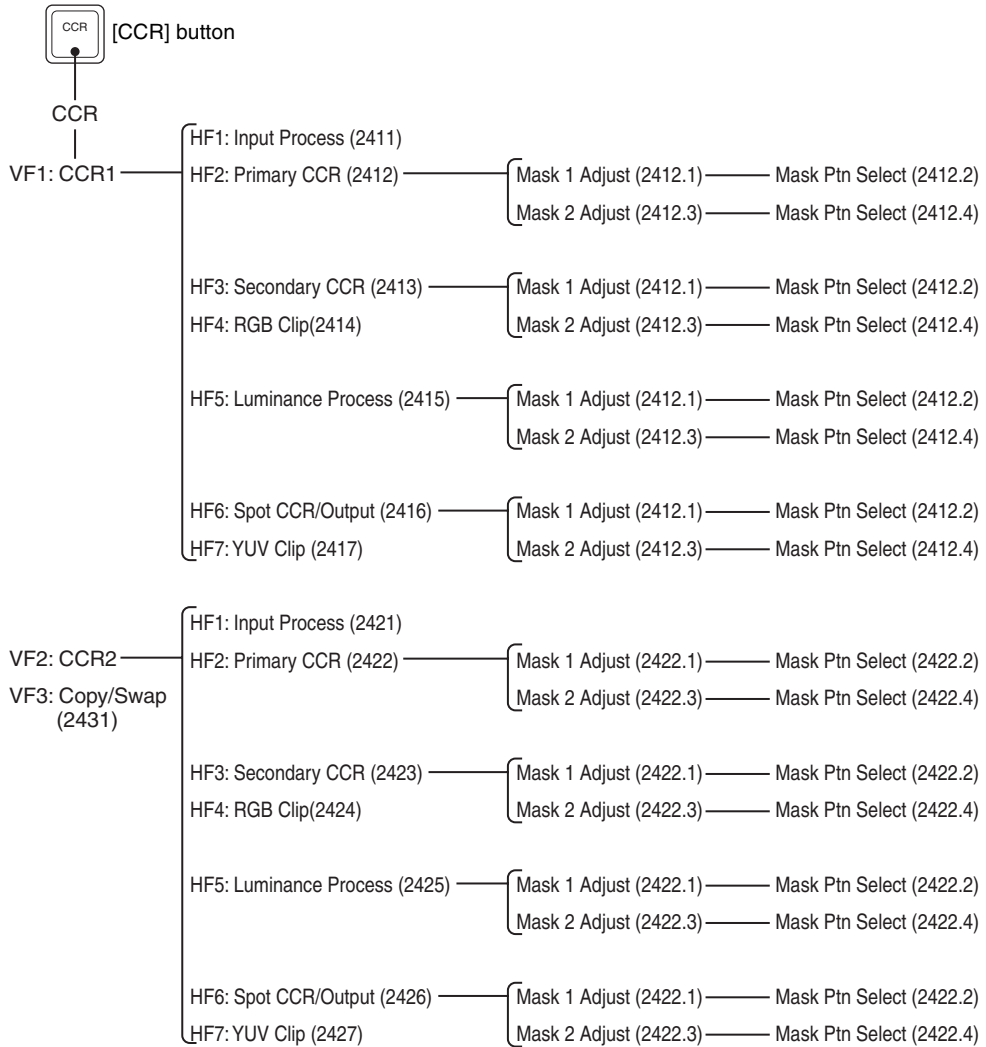 CCR
[CCR] button
CCR
HF1: Input Process (2411)
VF1: CCR1 HF2: Primary CCR (2412) Mask 1 Adjust (2412.1) Mask Ptn Select (2412.2)
Mask 2 Adjust (2412.3) Mask Ptn Select (2412.4)
HF3: Secondary CCR (2413) Mask 1 Adjust (2412.1) Mask Ptn Select (2412.2)
HF4: RGB Clip(2414) Mask 2 Adjust (2412.3) Mask Ptn Select (2412.4)
HF5: Luminance Process (2415) Mask 1 Adjust (2412.1) Mask Ptn Select (2412.2)
Mask 2 Adjust (2412.3) Mask Ptn Select (2412.4)
HF6: Spot CCR/Output (2416) Mask 1 Adjust (2412.1) Mask Ptn Select (2412.2)
HF7: YUV Clip (2417) Mask 2 Adjust (2412.3) Mask Ptn Select (2412.4)
HF1: Input Process (2421)
VF2: CCR2 HF2: Primary CCR (2422) Mask 1 Adjust (2422.1) Mask Ptn Select (2422.2)
VF3: Copy/Swap Mask 2 Adjust (2422.3) Mask Ptn Select (2422.4)
(2431)
HF3: Secondary CCR (2423) Mask 1 Adjust (2422.1) Mask Ptn Select (2422.2)
HF4: RGB Clip(2424) Mask 2 Adjust (2422.3) Mask Ptn Select (2422.4)
HF5: Luminance Process (2425) Mask 1 Adjust (2422.1) Mask Ptn Select (2422.2)
Mask 2 Adjust (2422.3) Mask Ptn Select (2422.4)
HF6: Spot CCR/Output (2426) Mask 1 Adjust (2422.1) Mask Ptn Select (2422.2)
HF7: YUV Clip (2427) Mask 2 Adjust (2422.3) Mask Ptn Select (2422.4)